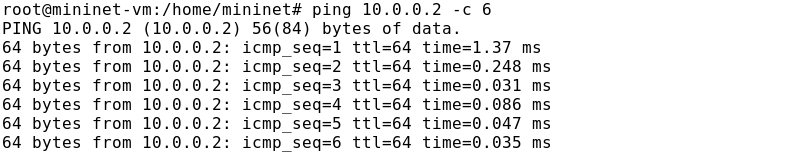 root@mininet-vm:/home/mininet# ping 10.0.0.2 -c 6
PING 10.0.0.2 (10.0.0.2) 56(84) bytes of data.
64 bytes from 10.0.0.2: icmp_seq=1 ttl=64 time=1.37 ms
64 bytes from 10.0.0.2: icmp_seq=2 ttl=64 time=0.248 ms
64 bytes from 10.0.0.2: icmp_seq=3 ttl=64 time=0.031 ms
64 bytes from 10.0.0.2: icmp_seq=4 ttl=64 time=0.086 ms
64 bytes from 10.0.0.2: icmp_seq=5 ttl=64 time=0.047 ms
64 bytes from 10.0.0.2: icmp_seq=6 ttl=64 time=0.035 ms